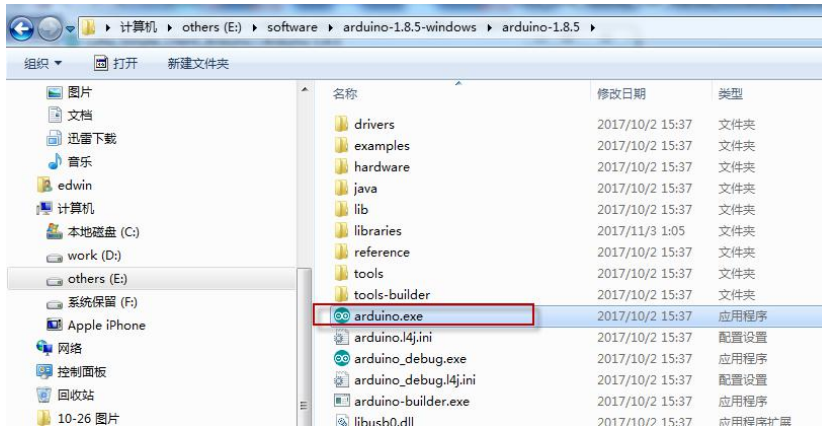 计算机 ▸ others (E:) ▸ software ▸ arduino-1.8.5-windows ▸ arduino-1.8.5 ▸
组织 打开 新建文件夹
图片
文档
迅雷下载
音乐
edwin
计算机
本地磁盘 (C:)
work (D:)
others (E:)
系统保留 (F:)
Apple iPhone
网络
控制面板
回收站
10-26 图片
名称 修改日期 类型
drivers 2017/10/2 15:37 文件夹
examples 2017/10/2 15:37 文件夹
hardware 2017/10/2 15:37 文件夹
java 2017/10/2 15:37 文件夹
lib 2017/10/2 15:37 文件夹
libraries 2017/11/3 1:05 文件夹
reference 2017/10/2 15:37 文件夹
tools 2017/10/2 15:37 文件夹
tools-builder 2017/10/2 15:37 文件夹
arduino.exe 2017/10/2 15:37 应用程序
arduino.l4j.ini 2017/10/2 15:37 配置设置
arduino_debug.exe 2017/10/2 15:37 应用程序
arduino_debug.l4j.ini 2017/10/2 15:37 配置设置
arduino-builder.exe 2017/10/2 15:37 应用程序
libusb0.dll 2017/10/2 15:37 应用程序扩展